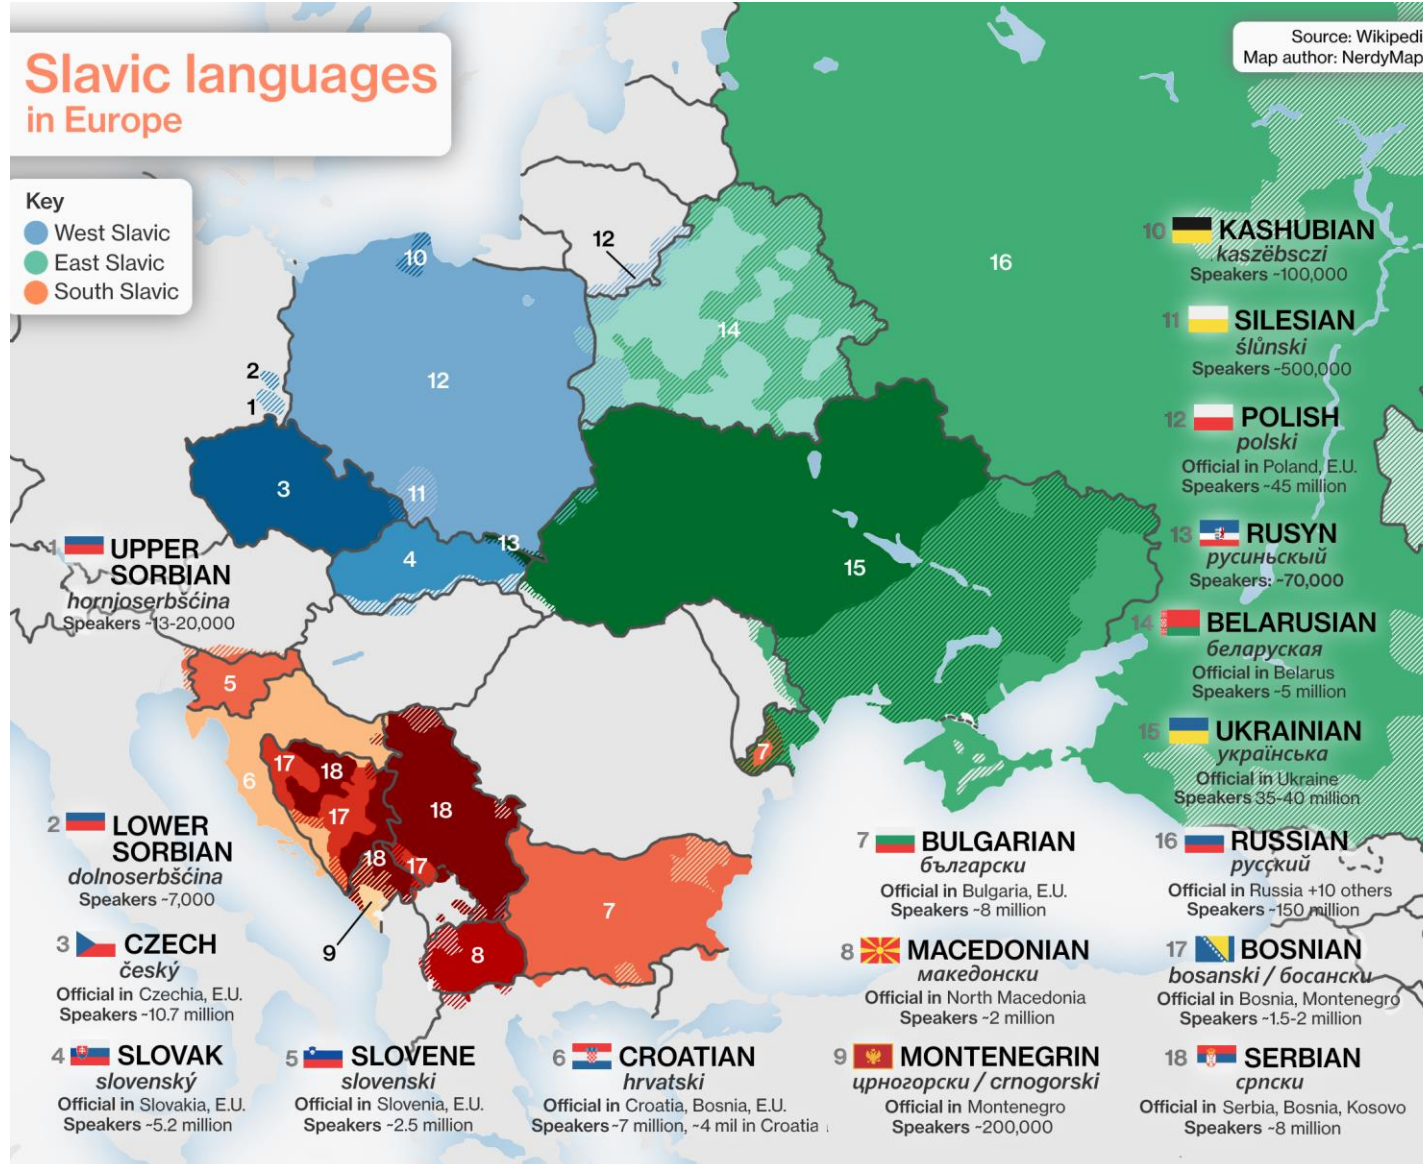 Slavic languages
in Europe
Source: Wikipedi
Map author: NerdyMap
Key
West Slavic
East Slavic
South Slavic
10
12
16
14
2
1
12
3
11
13
4
15
5
7
6
17
18
17
18
18
17
7
9
8
1 UPPER
SORBIAN
hornjoserbšćina
Speakers ~13-20,000
2 LOWER
SORBIAN
dolnoserbšćina
Speakers ~7,000
3 CZECH
český
Official in Czechia, E.U.
Speakers ~10.7 million
4 SLOVAK
slovenský
Official in Slovakia, E.U.
Speakers ~5.2 million
5 SLOVENE
slovenski
Official in Slovenia, E.U.
Speakers ~2.5 million
6 CROATIAN
hrvatski
Official in Croatia, Bosnia, E.U.
Speakers ~7 million, ~4 mil in Croatia
7 BULGARIAN
български
Official in Bulgaria, E.U.
Speakers ~8 million
8 MACEDONIAN
македонски
Official in North Macedonia
Speakers ~2 million
9 MONTENEGRIN
црногорски / crnogorski
Official in Montenegro
Speakers ~200,000
10 KASHUBIAN
kaszëbsczi
Speakers ~100,000
11 SILESIAN
ślůnski
Speakers ~500,000
12 POLISH
polski
Official in Poland, E.U.
Speakers ~45 million
13 RUSYN
русиньскый
Speakers: ~70,000
14 BELARUSIAN
беларуская
Official in Belarus
Speakers ~5 million
15 UKRAINIAN
українська
Official in Ukraine
Speakers 35-40 million
16 RUSSIAN
русский
Official in Russia +10 others
Speakers ~150 million
17 BOSNIAN
bosanski / босански
Official in Bosnia, Montenegro
Speakers ~1.5-2 million
18 SERBIAN
српски
Official in Serbia, Bosnia, Kosovo
Speakers ~8 million